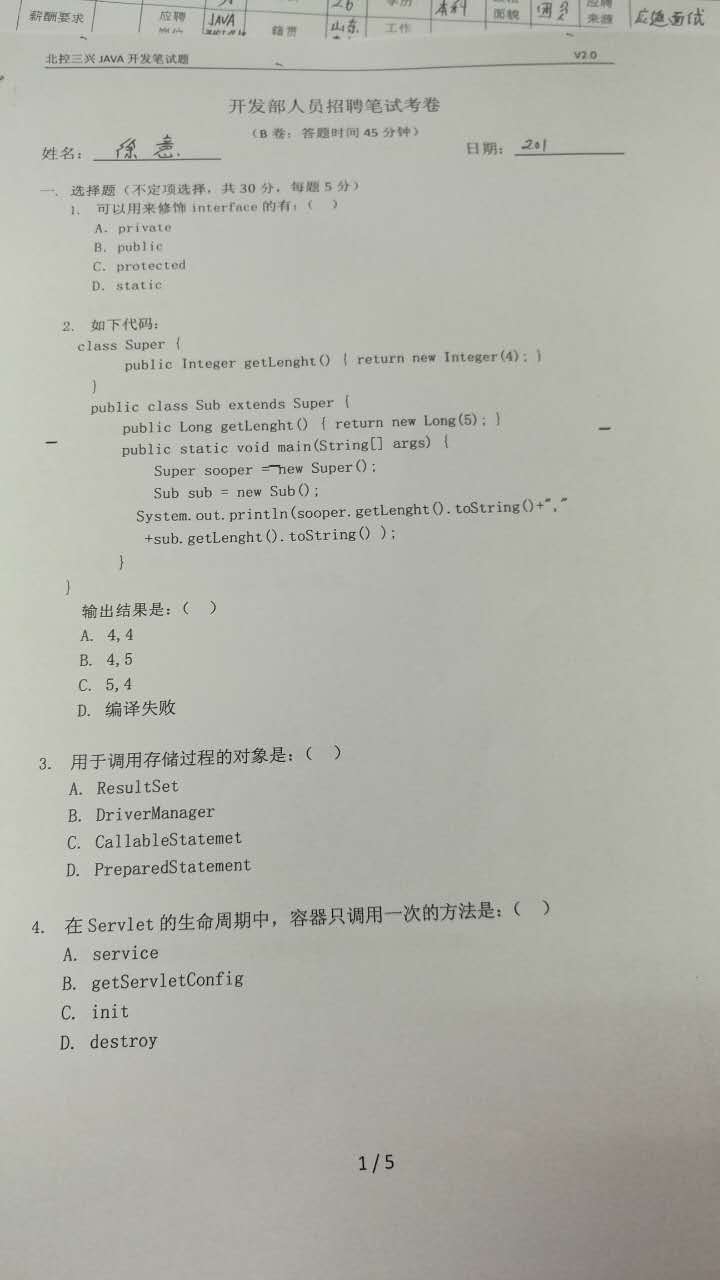 薪酬要求 应聘 JAVA 籍贯 26 山东 工作 本科 面貌 来源 应绝面试
北控三兴 JAVA 开发笔试题 V2.0
开发部人员招聘笔试考卷
（B 卷：答题时间 45 分钟）
姓名： 徐 意 日期：201
一. 选择题（不定项选择，共 30 分，每题 5 分）
1. 可以用来修饰 interface 的有：（ ）
A. private
B. public
C. protected
D. static
2. 如下代码：
class Super {
public Integer getLenght() { return new Integer(4); }
}
public class Sub extends Super {
public Long getLenght() { return new Long(5); }
public static void main(String[] args) {
Super sooper = new Super();
Sub sub = new Sub();
System.out.println(sooper.getLenght().toString()+","
+sub.getLenght().toString() );
}
}
输出结果是：（ ）
A. 4,4
B. 4,5
C. 5,4
D. 编译失败
3. 用于调用存储过程的对象是：（ ）
A. ResultSet
B. DriverManager
C. CallableStatemet
D. PreparedStatement
4. 在 Servlet 的生命周期中，容器只调用一次的方法是：（ ）
A. service
B. getServletConfig
C. init
D. destroy
1 / 5